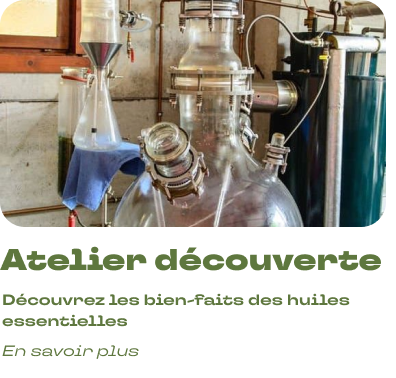 Atelier découverte
Découvrez les bien-faits des huiles
essentielles
En savoir plus